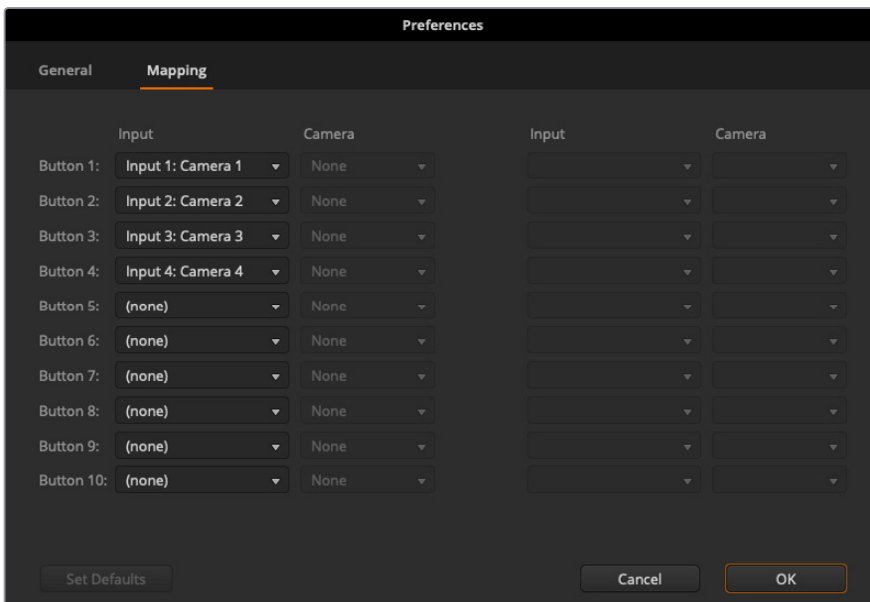 Preferences
General Mapping
Input Camera Input Camera
Button 1: Input 1: Camera 1 None
Button 2: Input 2: Camera 2 None
Button 3: Input 3: Camera 3 None
Button 4: Input 4: Camera 4 None
Button 5: (none) None
Button 6: (none) None
Button 7: (none) None
Button 8: (none) None
Button 9: (none) None
Button 10: (none) None
Set Defaults Cancel OK